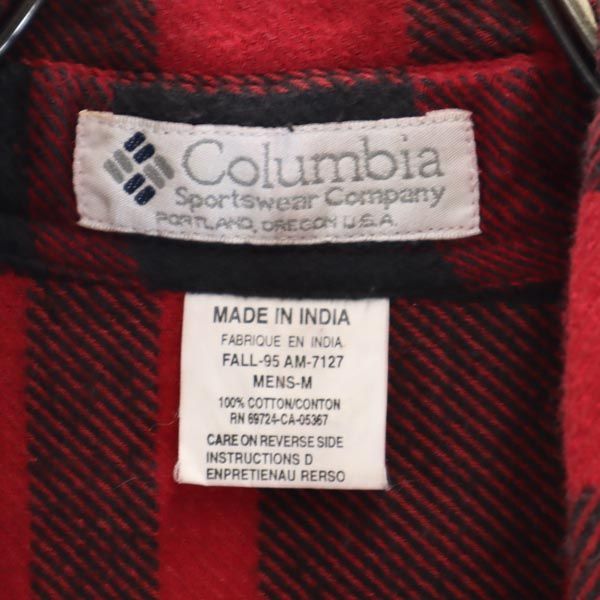 Columbia
Sportswear Company
PORTLAND, OREGON U.S.A.
MADE IN INDIA
FABRIQUE EN INDIA
FALL-95 AM-7127
MENS-M
100% COTTON/CONTON
RN 69724-CA-05367
CARE ON REVERSE SIDE
INSTRUCTIONS D
ENPRETIENAU RERSO